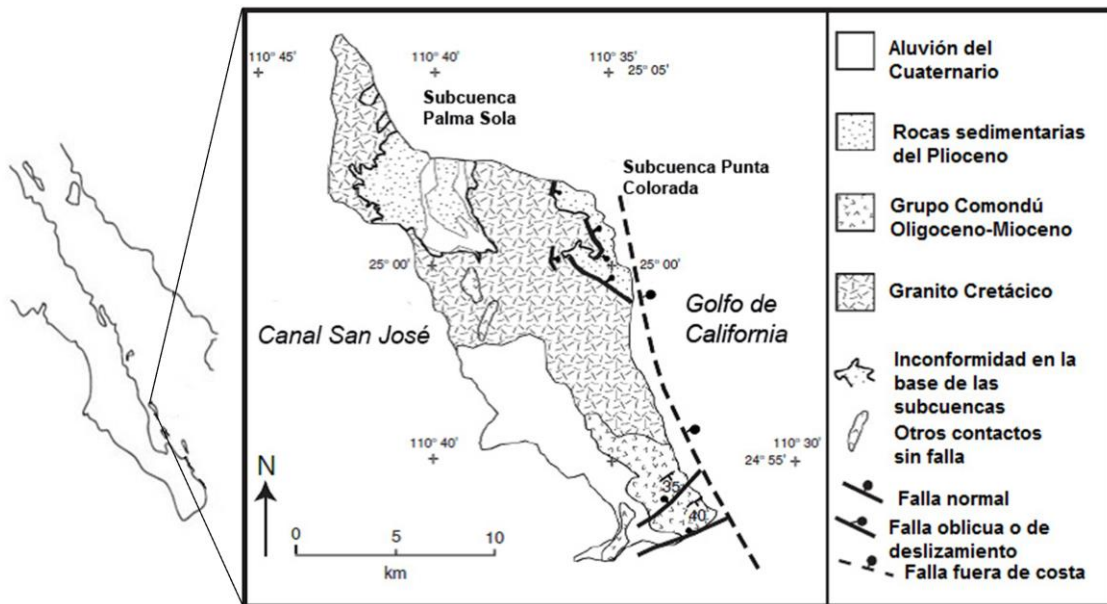 110° 45'
110° 40'
110° 35'
25° 05'
Subcuenca
Palma Sola
Subcuenca Punta
Colorada
25° 00'
25° 00'
Canal San José
Golfo de
California
110° 40'
110° 30'
24° 55'
35
40
N
0 5 10
km
Aluvión del
Cuaternario
Rocas sedimentarias
del Plioceno
Grupo Comondú
Oligoceno-Mioceno
Granito Cretácico
Inconformidad en la
base de las
subcuencas
Otros contactos
sin falla
Falla normal
Falla oblicua o de
deslizamiento
Falla fuera de costa